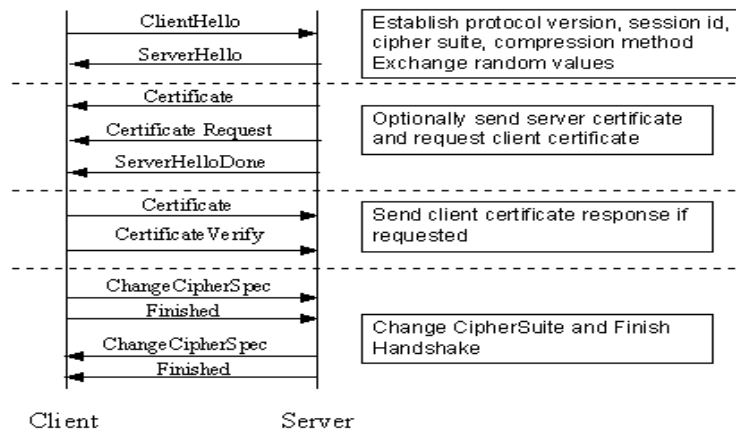 ClientHello
ServerHello
Establish protocol version, session id,
cipher suite, compression method
Exchange random values
Certificate
Certificate Request
ServerHelloDone
Optionally send server certificate
and request client certificate
Certificate
CertificateVerify
Send client certificate response if
requested
ChangeCipherSpec
Finished
ChangeCipherSpec
Finished
Change CipherSuite and Finish
Handshake
Client
Server